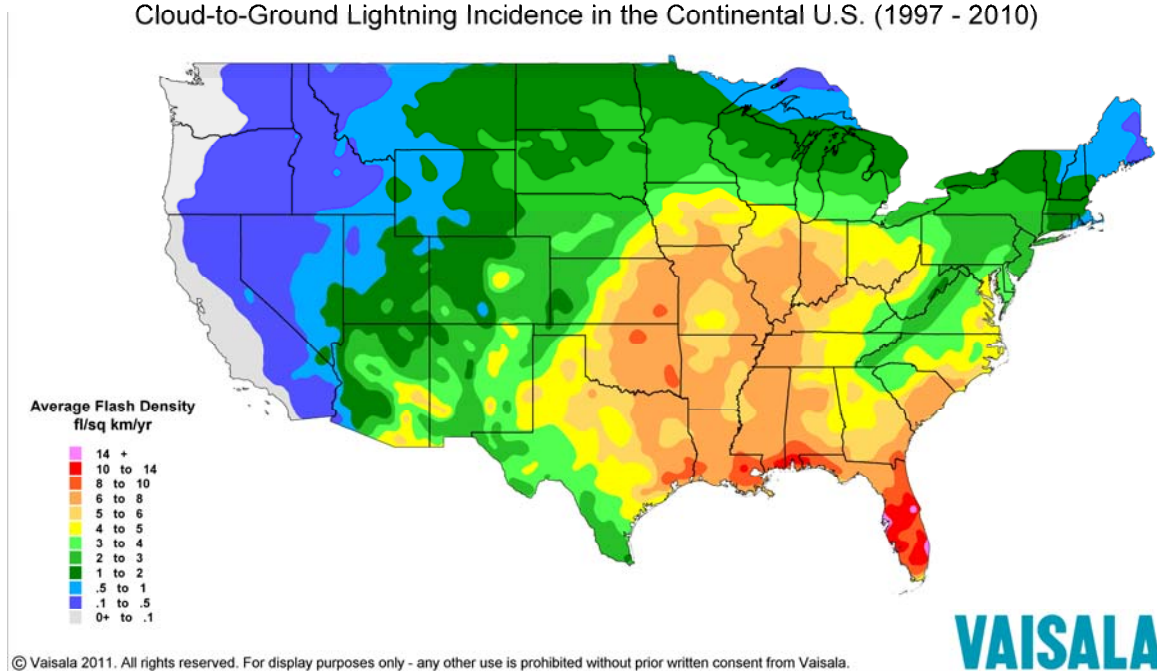 Cloud-to-Ground Lightning Incidence in the Continental U.S. (1997 - 2010)
Average Flash Density
fl/sq km/yr
14 +
10 to 14
8 to 10
6 to 8
5 to 6
4 to 5
3 to 4
2 to 3
1 to 2
.5 to 1
.1 to .5
0+ to .1
VAISALA
© Vaisala 2011. All rights reserved. For display purposes only - any other use is prohibited without prior written consent from Vaisala.